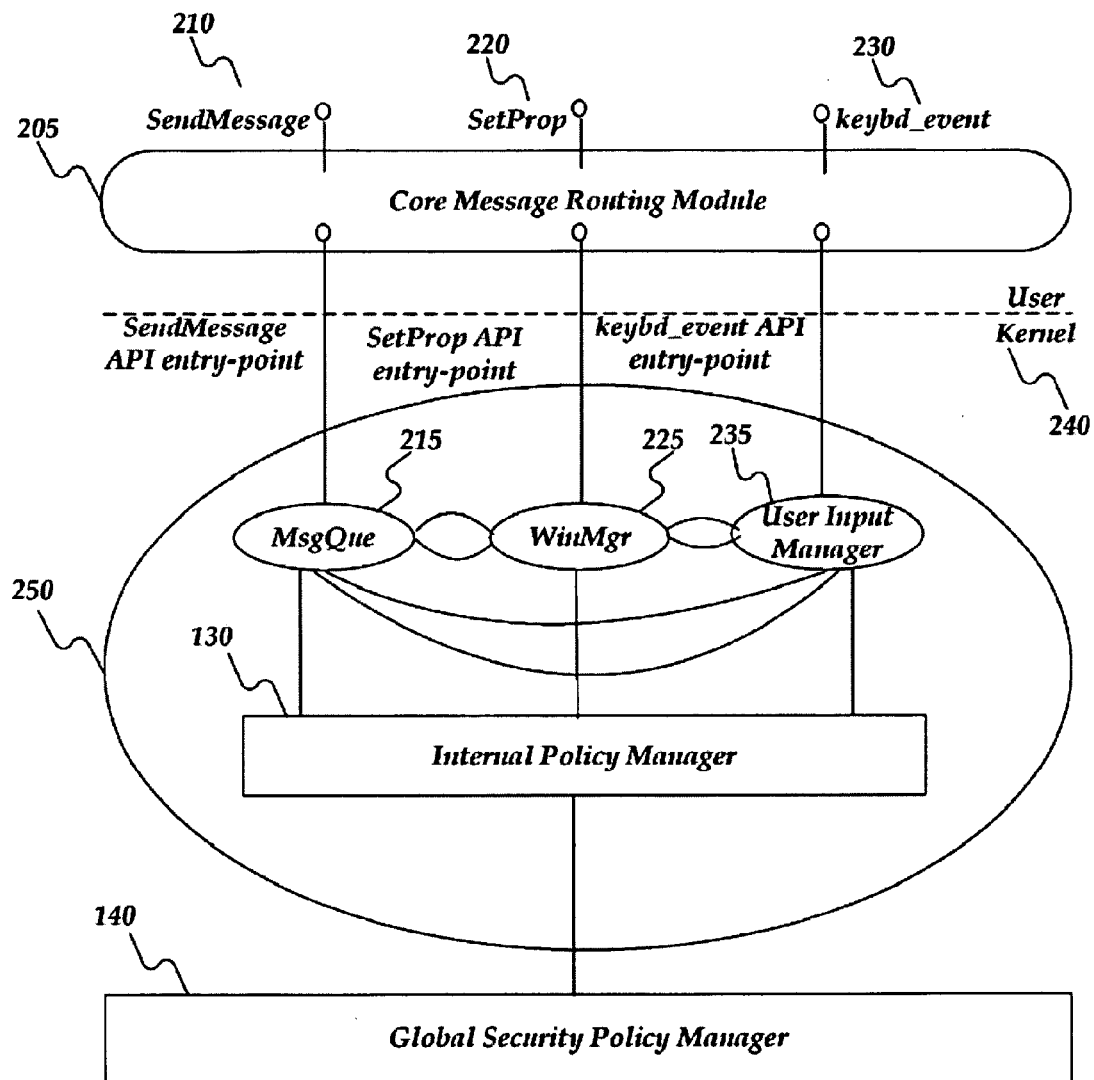 210
220
230
SendMessage
SetProp
keybd_event
205
Core Message Routing Module
User
Kernel
240
SendMessage
API entry-point
SetProp API
entry-point
keybd_event API
entry-point
215
225
235
MsgQue
WinMgr
User Input
Manager
250
130
Internal Policy Manager
140
Global Security Policy Manager